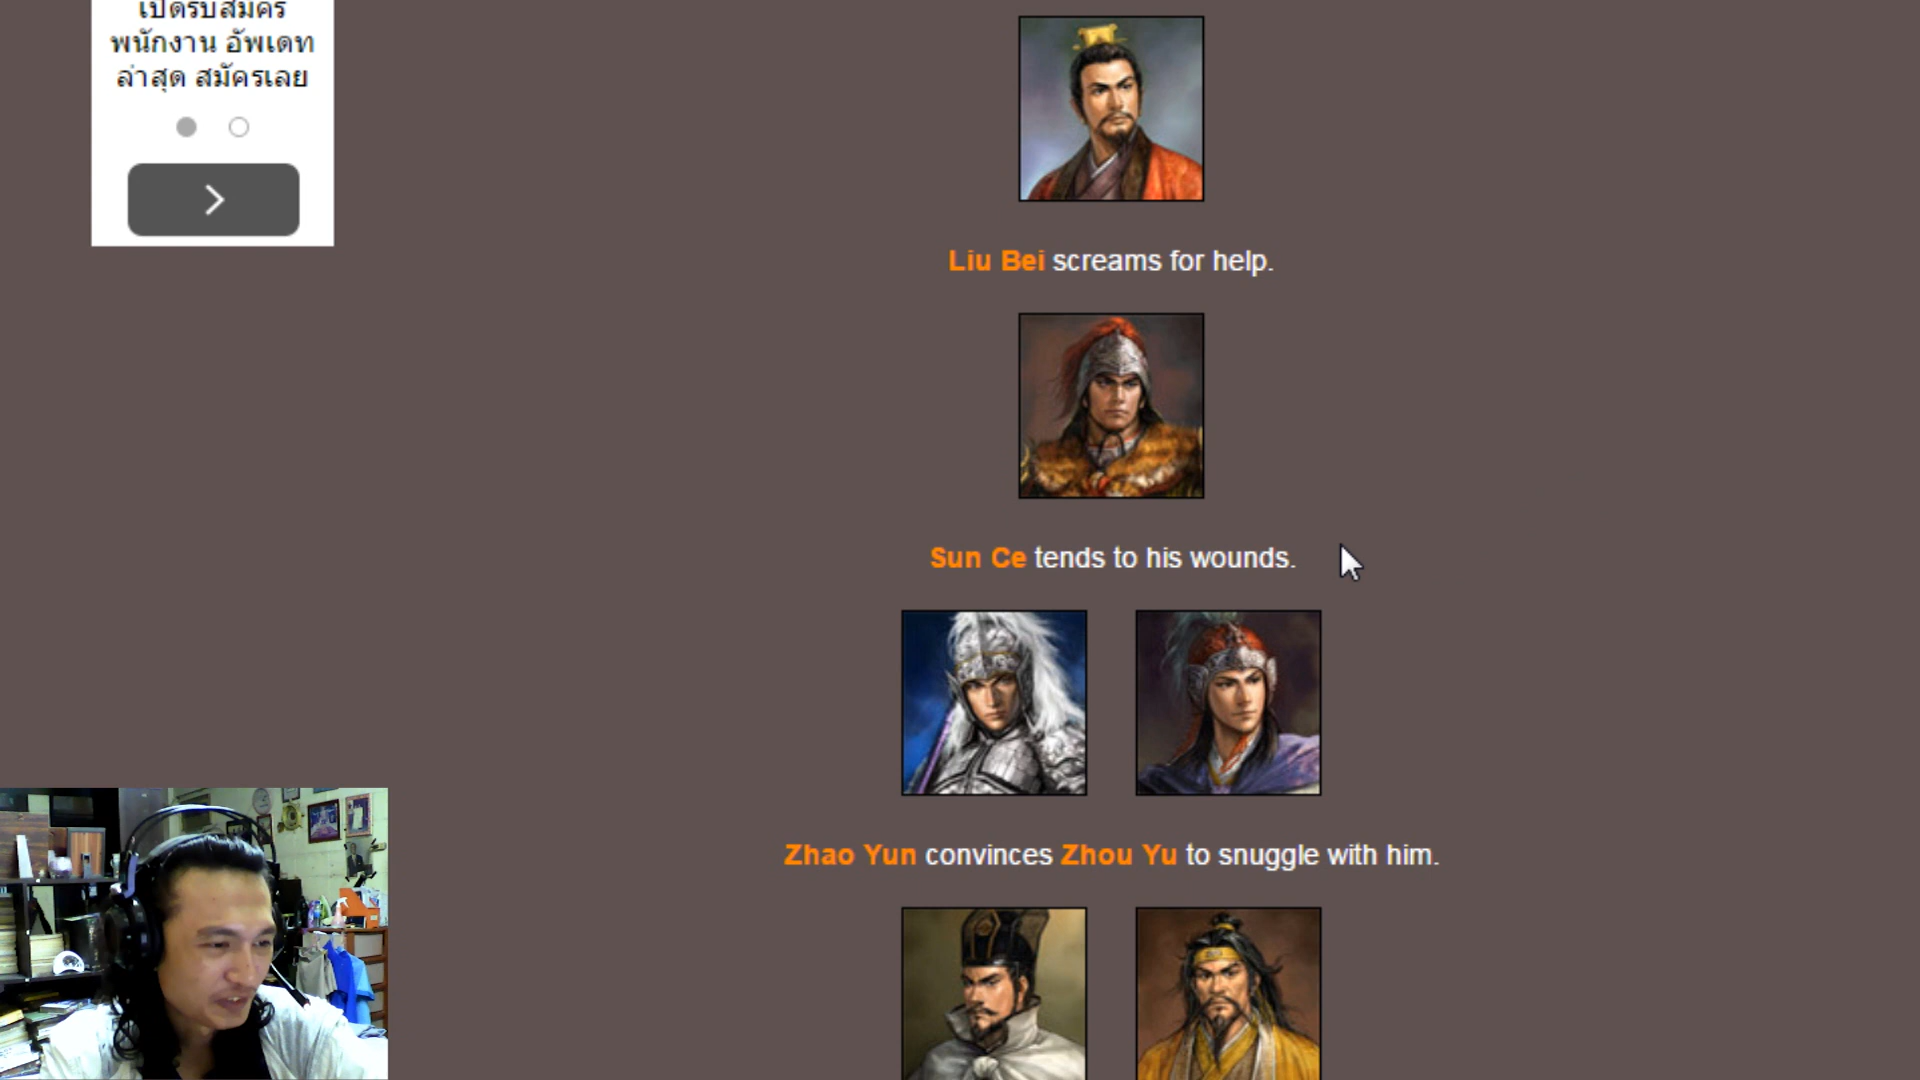 เปิดรับสมัคร
พนักงาน อัพเดท
ล่าสุด สมัครเลย
Liu Bei screams for help.
Sun Ce tends to his wounds.
Zhao Yun convinces Zhou Yu to snuggle with him.